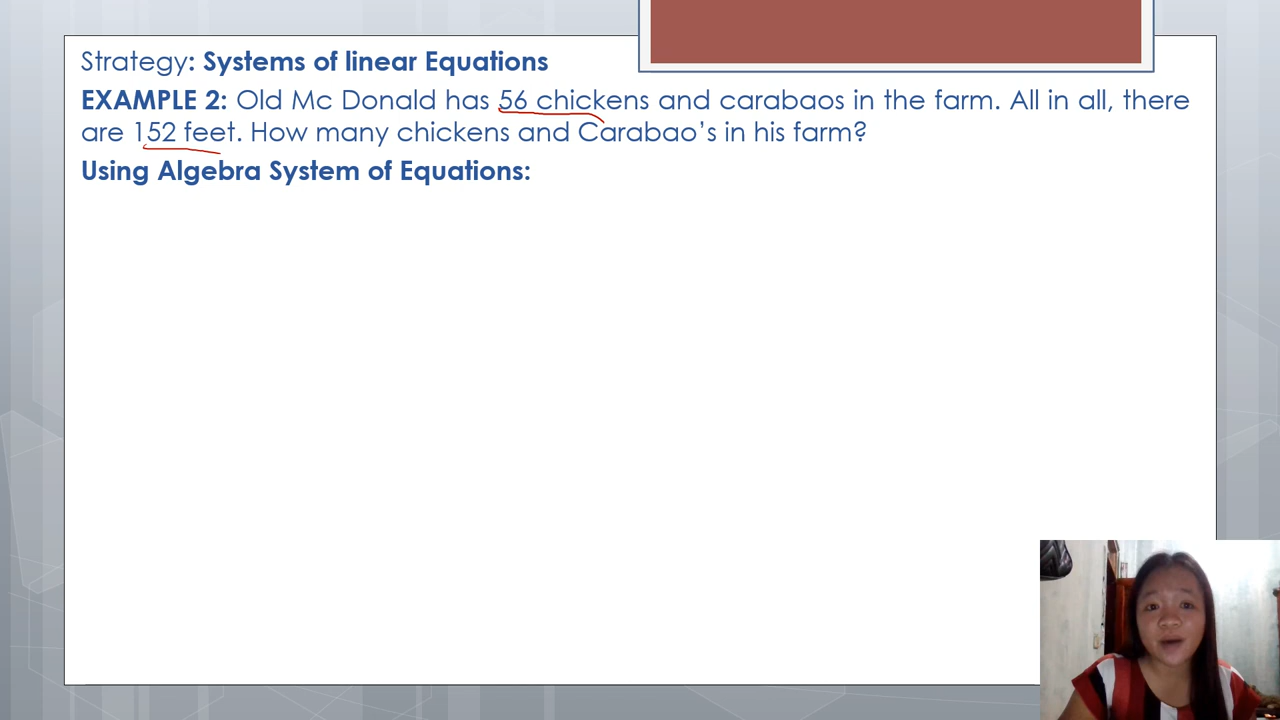 Strategy: Systems of linear Equations
EXAMPLE 2: Old Mc Donald has 56 chickens and carabaos in the farm. All in all, there
are 152 feet. How many chickens and Carabao’s in his farm?
Using Algebra System of Equations: